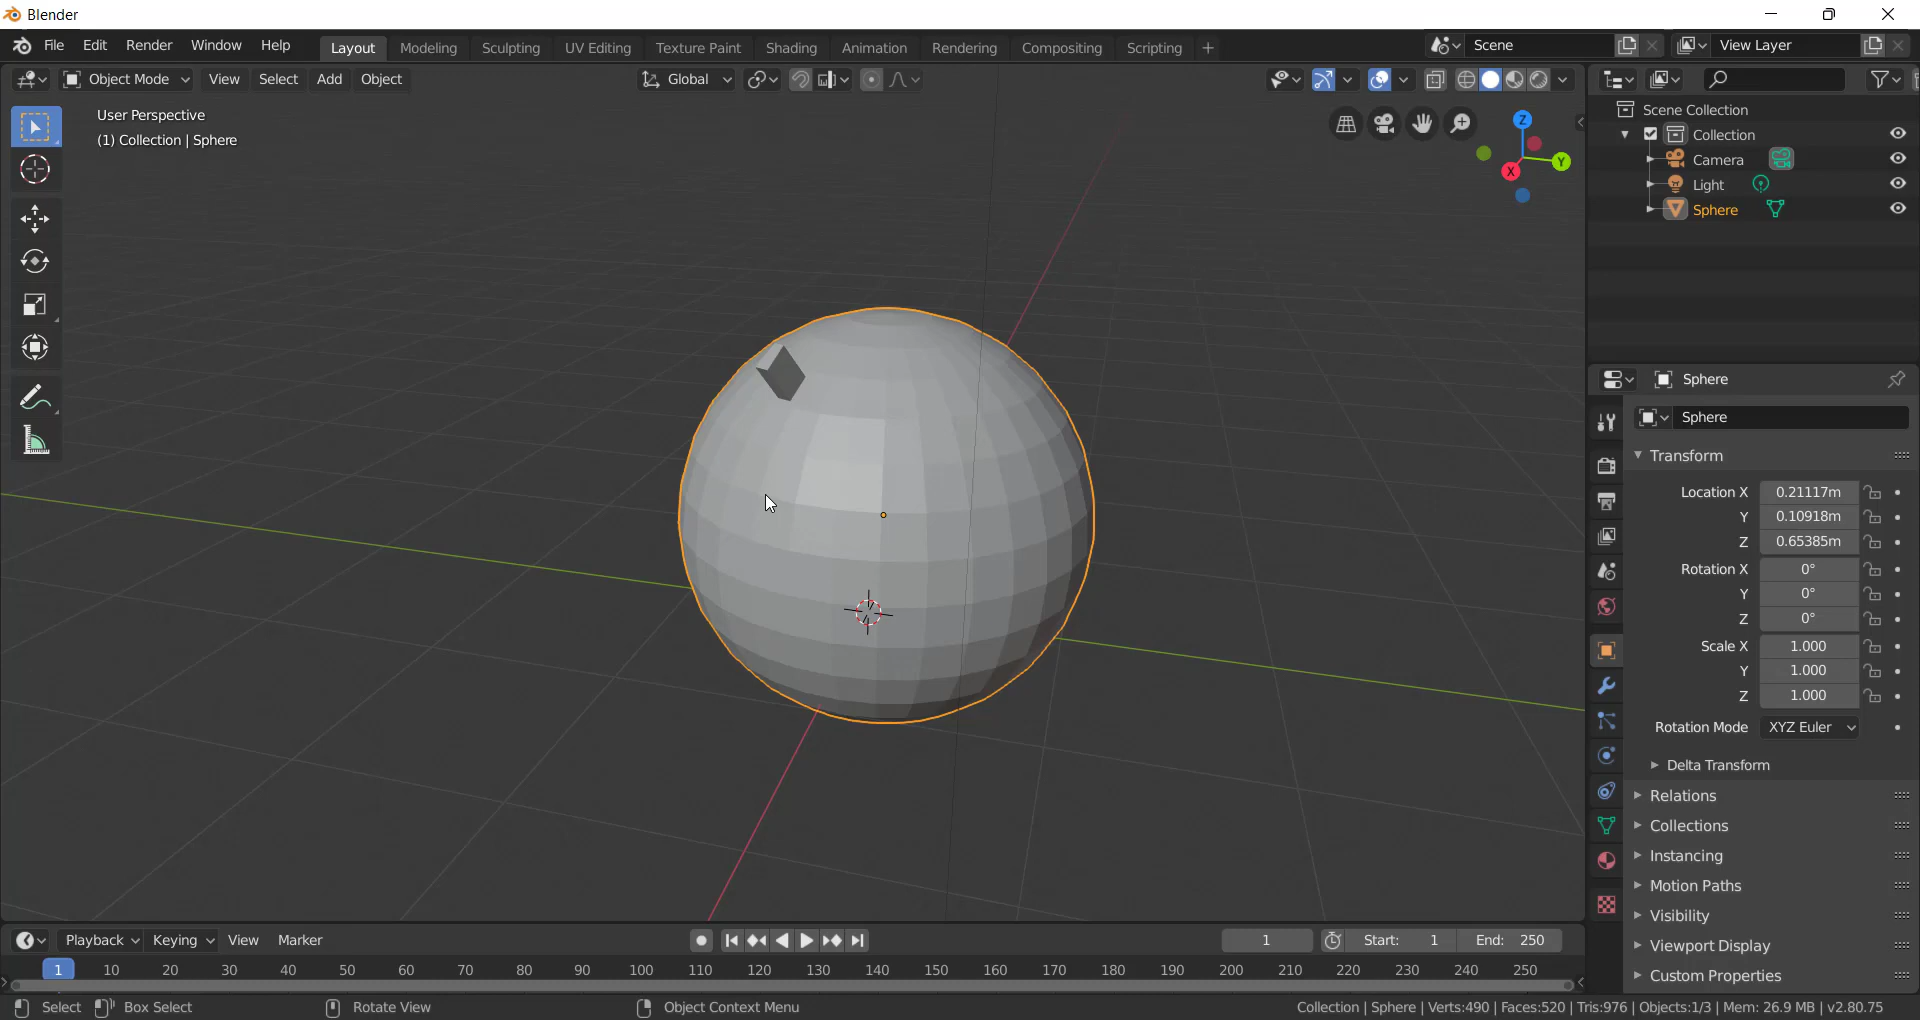 Blender
File Edit Render Window Help Layout Modeling Sculpting UV Editing Texture Paint Shading Animation Rendering Compositing Scripting + Scene View Layer
Object Mode View Select Add Object Global
User Perspective
(1) Collection | Sphere
Z
Y
X
Scene Collection
Collection
Camera
Light
Sphere
Sphere
Sphere
Transform
Location X 0.21117m
Y 0.10918m
Z 0.65385m
Rotation X 0°
Y 0°
Z 0°
Scale X 1.000
Y 1.000
Z 1.000
Rotation Mode XYZ Euler
Delta Transform
Relations
Collections
Instancing
Motion Paths
Visibility
Viewport Display
Custom Properties
Playback Keying View Marker 1 Start: 1 End: 250
1 10 20 30 40 50 60 70 80 90 100 110 120 130 140 150 160 170 180 190 200 210 220 230 240 250
Select Box Select Rotate View Object Context Menu Collection | Sphere | Verts:490 | Faces:520 | Tris:976 | Objects:1/3 | Mem: 26.9 MB | v2.80.75